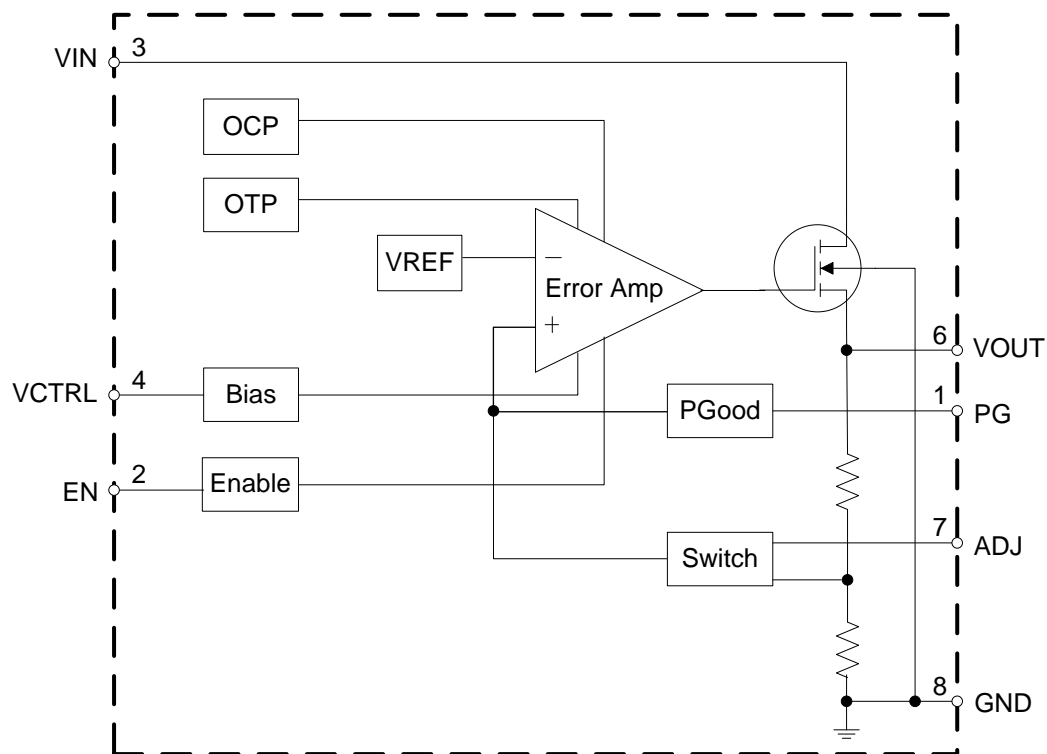 VIN
3
OCP
OTP
VREF
−
Error Amp
+
6
VOUT
VCTRL
4
Bias
PGood
1
PG
EN
2
Enable
7
ADJ
Switch
8
GND